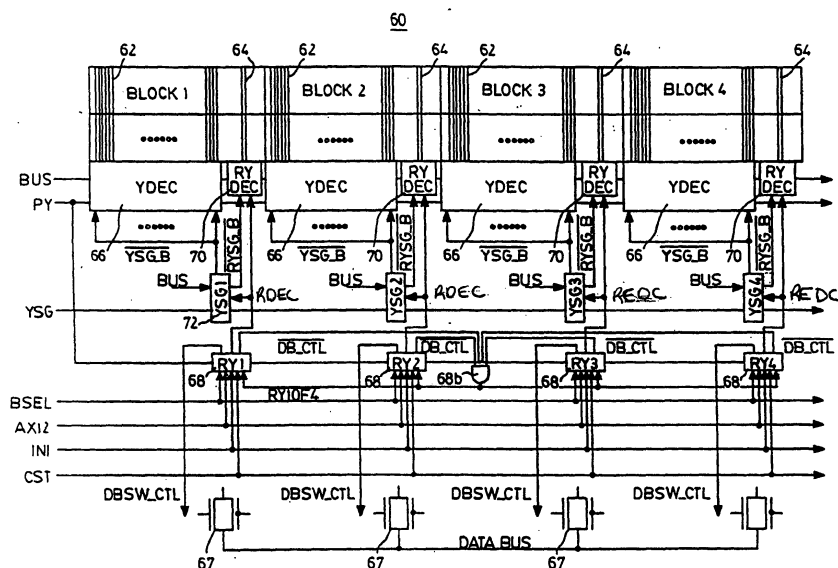 60
62 64 62 64 62 64 64
BLOCK 1 BLOCK 2 BLOCK 3 BLOCK 4
BUS YDEC RY DEC YDEC RY DEC YDEC RY DEC YDEC RY DEC
PY
66 YSG_B 70 RYSG_B 66 YSG_B 70 RYSG_B 66 YSG_B 70 RYSG_B 66 YSG_B 70 RYSG_B
BUS YSG1 RDEC BUS YSG2 RDEC BUS YSG3 REDC BUS YSG4 REDC
YSG 72
DB_CTL DB_CTL DB_CTL DB_CTL
68 RY1 68 RY2 68b 68 RY3 68 RY4
RY1OF4
BSEL
AX12
INI
CST
DBSW_CTL DBSW_CTL DBSW_CTL DBSW_CTL
67 67 DATA BUS 67